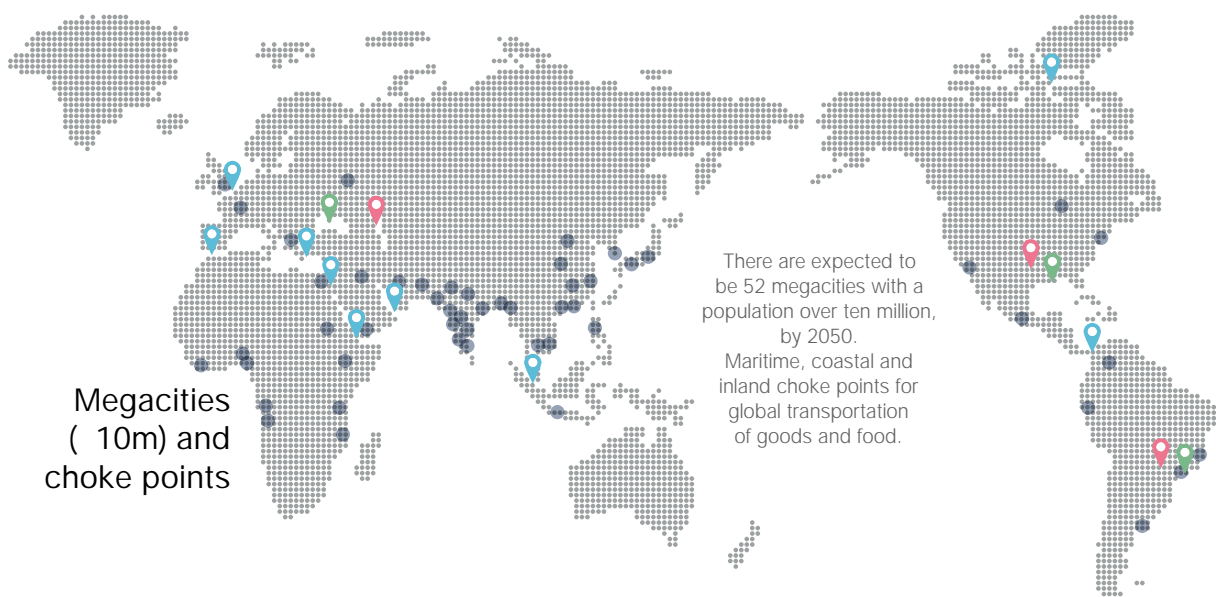 There are expected to
be 52 megacities with a
population over ten million,
by 2050.
Maritime, coastal and
inland choke points for
global transportation
of goods and food.
Megacities
( 10m) and
choke points